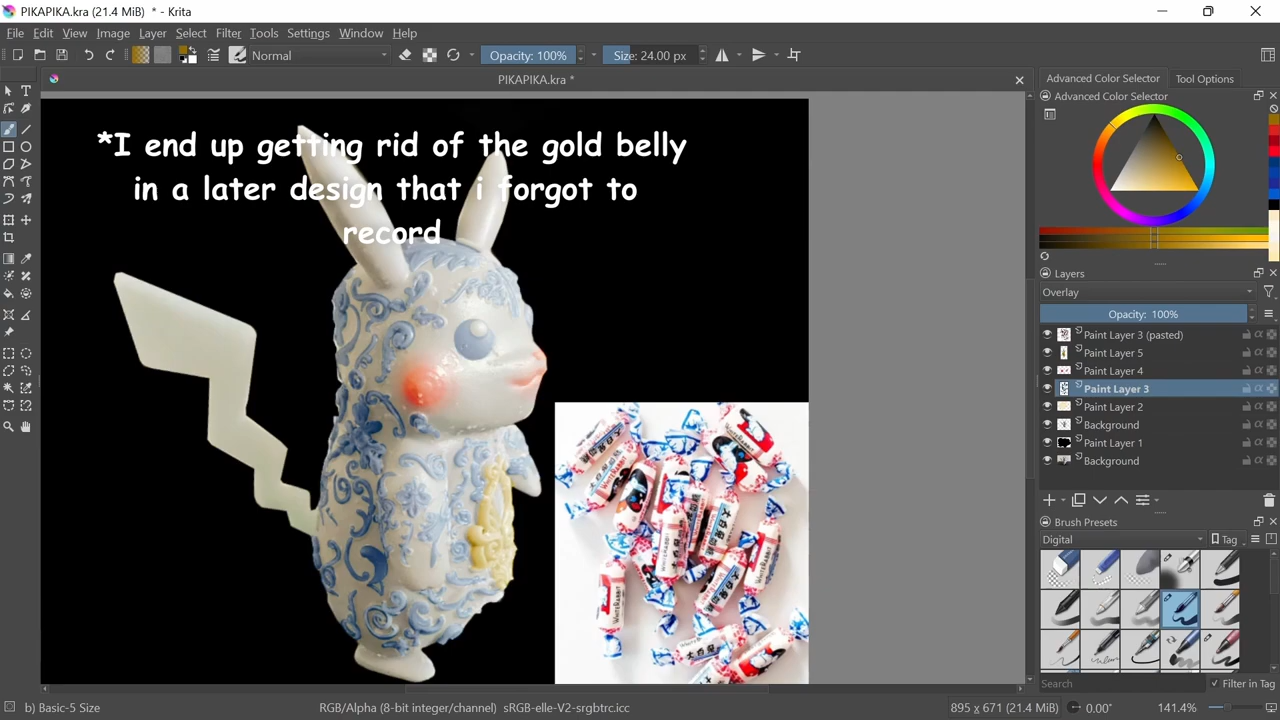 PIKAPIKA.kra (21.4 MiB) * - Krita
File Edit View Image Layer Select Filter Tools Settings Window Help
Normal
Opacity: 100%
Size: 24.00 px
PIKAPIKA.kra *
Advanced Color Selector
Tool Options
Advanced Color Selector
*I end up getting rid of the gold belly
in a later design that i forgot to
record
Layers
Overlay
Opacity: 100%
Paint Layer 3 (pasted)
Paint Layer 5
Paint Layer 4
Paint Layer 3
Paint Layer 2
Background
Paint Layer 1
Background
Brush Presets
Digital
Tag
Search
Filter in Tag
b) Basic-5 Size
RGB/Alpha (8-bit integer/channel) sRGB-elle-V2-srgbtrc.icc
895 x 671 (21.4 MiB)
0.00°
141.4%